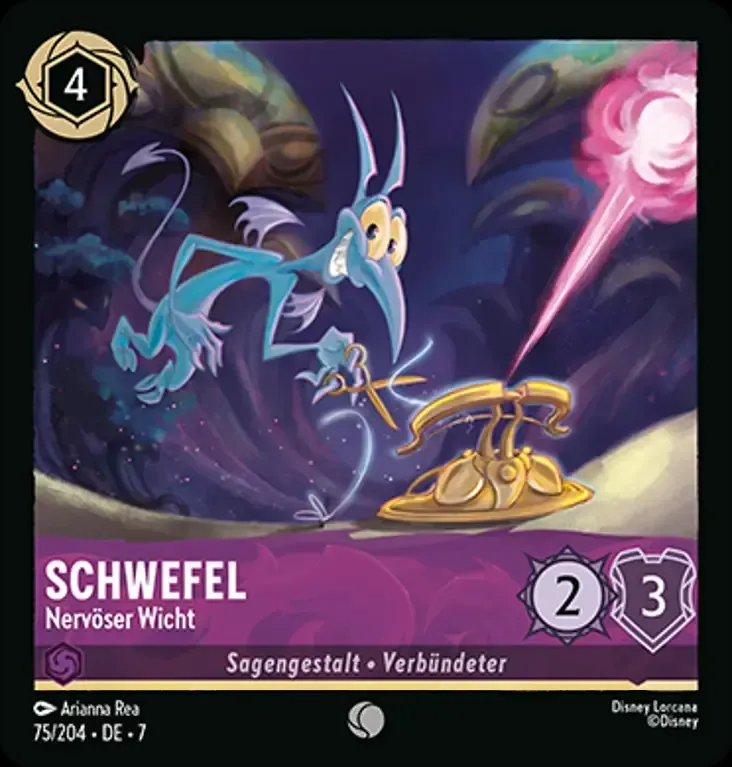 4
SCHWEFEL
Nervöser Wicht
2
3
Sagengestalt • Verbündeter
Arianna Rea
Disney Lorcana
75/204 • DE • 7
©Disney